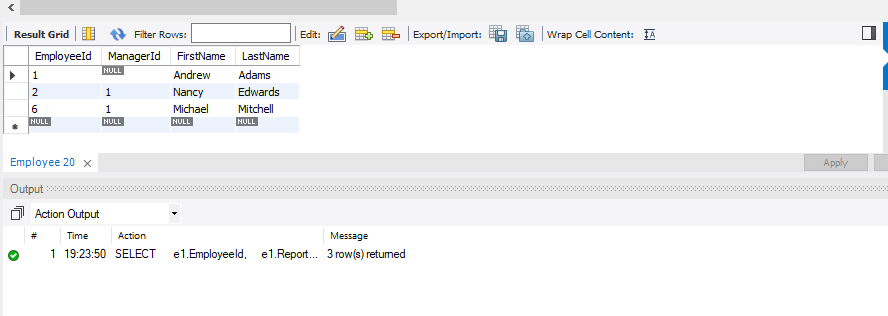 Result Grid Filter Rows: Edit: Export/Import: Wrap Cell Content: IA
EmployeeId ManagerId FirstName LastName
1 NULL Andrew Adams
2 1 Nancy Edwards
6 1 Michael Mitchell
NULL NULL NULL NULL
Employee 20 Apply
Output
Action Output
# Time Action Message
1 19:23:50 SELECT e1.EmployeeId, e1.Report... 3 row(s) returned